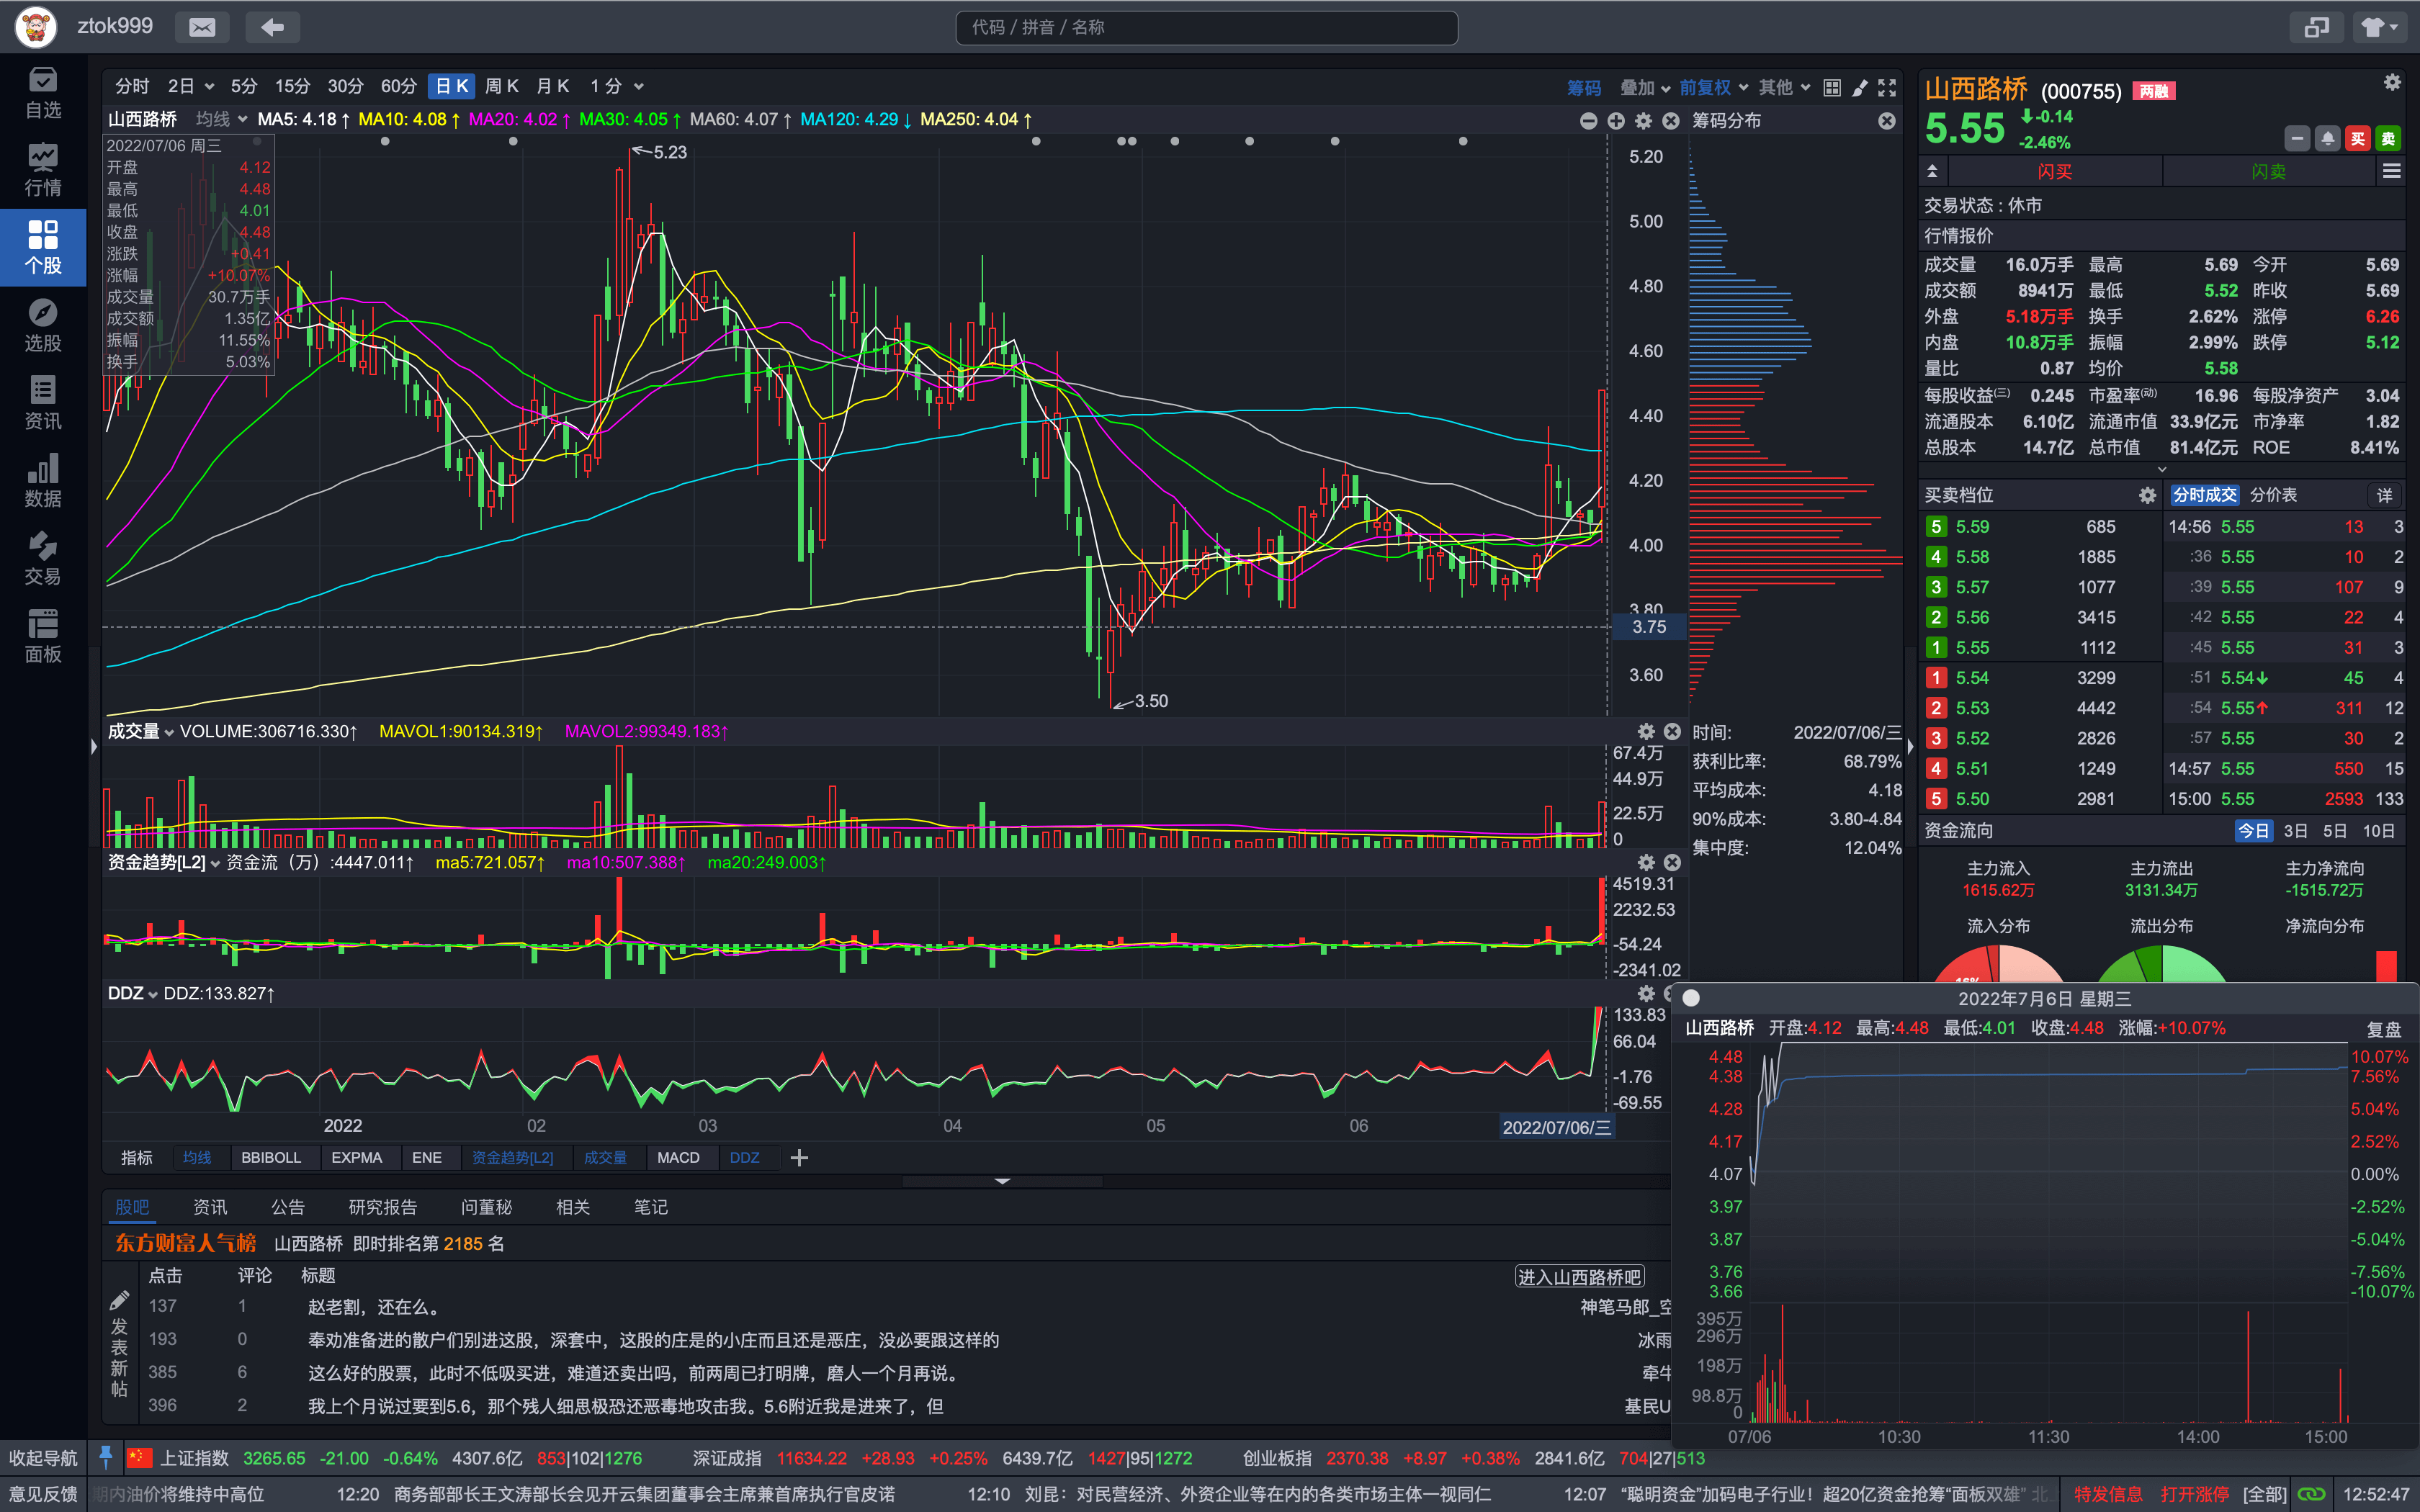 ztok999
代码 / 拼音 / 名称
自选
行情
个股
选股
资讯
数据
交易
面板
分时 2日 5分 15分 30分 60分 日K 周K 月K 1分
筹码 叠加 前复权 其他
山西路桥 均线 MA5: 4.18↑ MA10: 4.08↑ MA20: 4.02↑ MA30: 4.05↑ MA60: 4.07↑ MA120: 4.29↓ MA250: 4.04↑
筹码分布
2022/07/06 周三
开盘 4.12
最高 4.48
最低 4.01
收盘 4.48
涨跌 +0.41
涨幅 +10.07%
成交量 30.7万手
成交额 1.35亿
振幅 11.55%
换手 5.03%
5.23
3.50
5.20
5.00
4.80
4.60
4.40
4.20
4.00
3.80
3.75
3.60
成交量 VOLUME:306716.330↑ MAVOL1:90134.319↑ MAVOL2:99349.183↑
67.4万
44.9万
22.5万
0
时间: 2022/07/06/三
获利比率: 68.79%
平均成本: 4.18
90%成本: 3.80-4.84
集中度: 12.04%
资金趋势[L2] 资金流（万）:4447.011↑ ma5:721.057↑ ma10:507.388↑ ma20:249.003↑
4519.31
2232.53
-54.24
-2341.02
DDZ DDZ:133.827↑
133.83
66.04
-1.76
-69.55
2022 02 03 04 05 06 2022/07/06/三
指标 均线 BBIBOLL EXPMA ENE 资金趋势[L2] 成交量 MACD DDZ
股吧 资讯 公告 研究报告 问董秘 相关 笔记
东方财富人气榜 山西路桥 即时排名第 2185 名
点击 评论 标题 进入山西路桥吧
发表新帖
137 1 赵老割，还在么。 神笔马郎_空
193 0 奉劝准备进的散户们别进这股，深套中，这股的庄是的小庄而且还是恶庄，没必要跟这样的 冰雨
385 6 这么好的股票，此时不低吸买进，难道还卖出吗，前两周已打明牌，磨人一个月再说。 牵牛
396 2 我上个月说过要到5.6，那个残人细思极恐还恶毒地攻击我。5.6附近我是进来了，但 基民U
山西路桥 (000755) 两融
5.55 -0.14
-2.46%
买 卖
闪买 闪卖
交易状态 : 休市
行情报价
成交量 16.0万手 最高 5.69 今开 5.69
成交额 8941万 最低 5.52 昨收 5.69
外盘 5.18万手 换手 2.62% 涨停 6.26
内盘 10.8万手 振幅 2.99% 跌停 5.12
量比 0.87 均价 5.58
每股收益(三) 0.245 市盈率(动) 16.96 每股净资产 3.04
流通股本 6.10亿 流通市值 33.9亿元 市净率 1.82
总股本 14.7亿 总市值 81.4亿元 ROE 8.41%
买卖档位 分时成交 分价表 详
5 5.59 685 14:56 5.55 13 3
4 5.58 1885 :36 5.55 10 2
3 5.57 1077 :39 5.55 107 9
2 5.56 3415 :42 5.55 22 4
1 5.55 1112 :45 5.55 31 3
1 5.54 3299 :51 5.54↓ 45 4
2 5.53 4442 :54 5.55↑ 311 12
3 5.52 2826 :57 5.55 30 2
4 5.51 1249 14:57 5.55 550 15
5 5.50 2981 15:00 5.55 2593 133
资金流向 今日 3日 5日 10日
主力流入 主力流出 主力净流向
1615.62万 3131.34万 -1515.72万
流入分布 流出分布 净流向分布
2022年7月6日 星期三
山西路桥 开盘:4.12 最高:4.48 最低:4.01 收盘:4.48 涨幅:+10.07% 复盘
4.48 10.07%
4.38 7.56%
4.28 5.04%
4.17 2.52%
4.07 0.00%
3.97 -2.52%
3.87 -5.04%
3.76 -7.56%
3.66 -10.07%
395万
296万
198万
98.8万
0
07/06 10:30 11:30 14:00 15:00
收起导航 上证指数 3265.65 -21.00 -0.64% 4307.6亿 853|102|1276 深证成指 11634.22 +28.93 +0.25% 6439.7亿 1427|95|1272 创业板指 2370.38 +8.97 +0.38% 2841.6亿 704|27|513
意见反馈 期内油价将维持中高位 12:20 商务部部长王文涛部长会见开云集团董事会主席兼首席执行官皮诺 12:10 刘昆：对民营经济、外资企业等在内的各类市场主体一视同仁 12:07 “聪明资金”加码电子行业！超20亿资金抢筹“面板双雄” 北 特发信息 打开涨停 [全部] 12:52:47